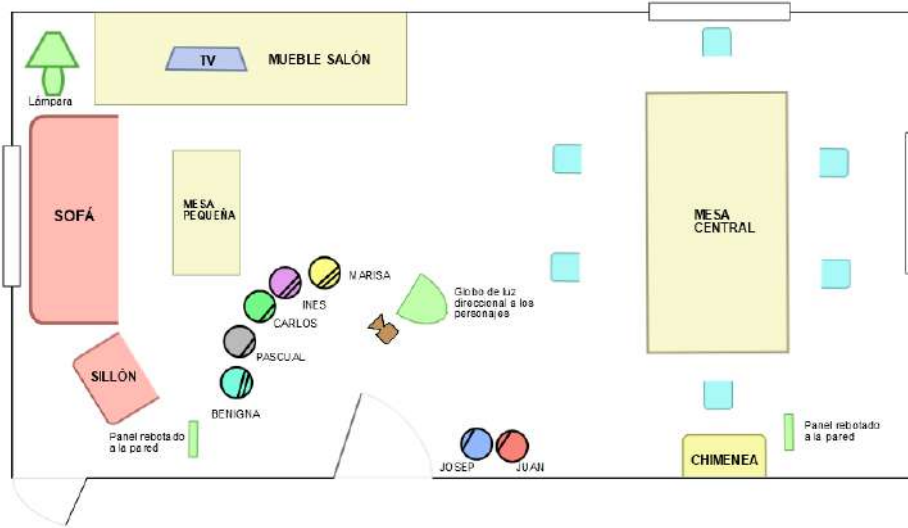 TV
MUEBLE SALÓN
Lámpara
SOFÁ
MESA
PEQUEÑA
MESA
CENTRAL
MARISA
INES
CARLOS
PASCUAL
BENIGNA
Globo de luz
direccional a los
personajes
SILLÓN
Panel rebotado
a la pared
JOSEP
JUAN
CHIMENEA
Panel rebotado
a la pared